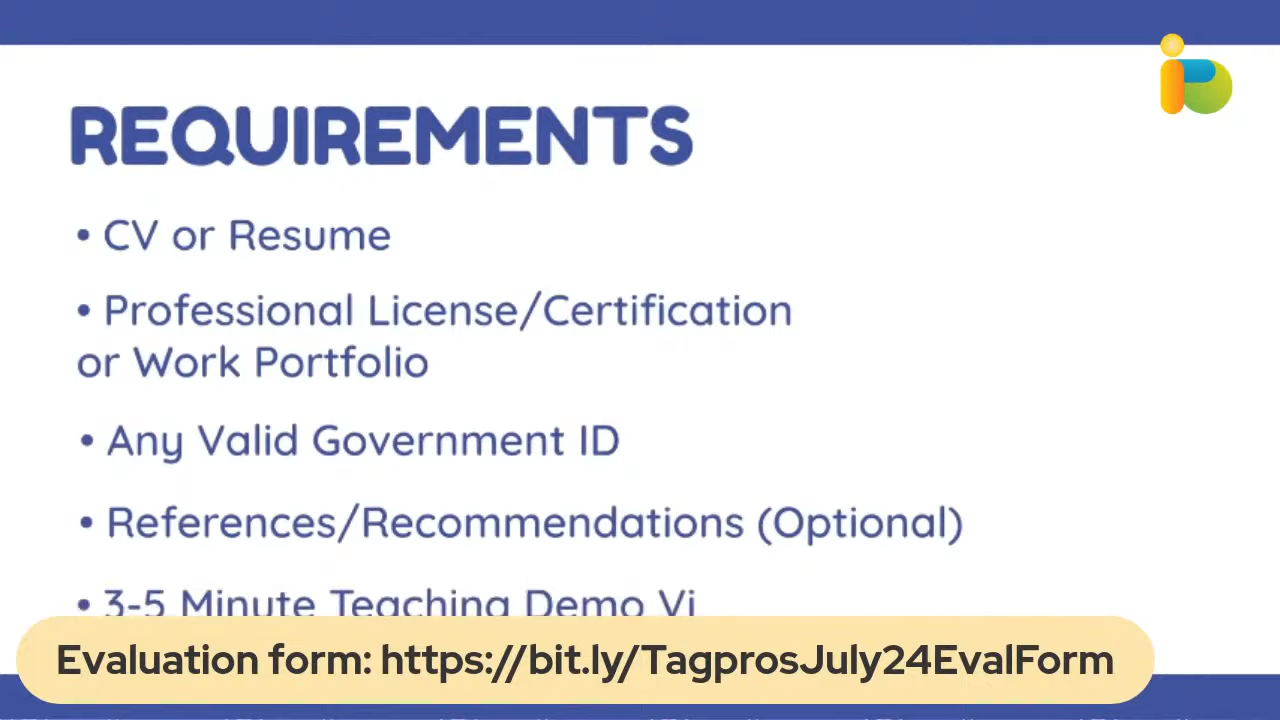 REQUIREMENTS
• CV or Resume
• Professional License/Certification
or Work Portfolio
• Any Valid Government ID
• References/Recommendations (Optional)
• 3-5 Minute Teaching Demo Vi
Evaluation form: https://bit.ly/TagprosJuly24EvalForm